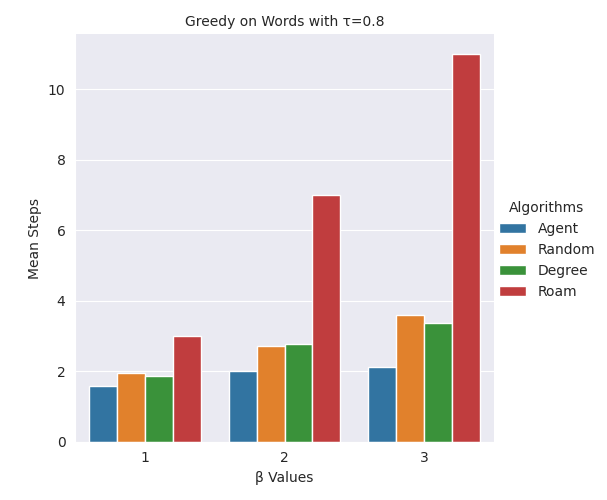 Greedy on Words with τ=0.8
10
8
6
4
2
0
Mean Steps
1
2
3
β Values
Algorithms
Agent
Random
Degree
Roam